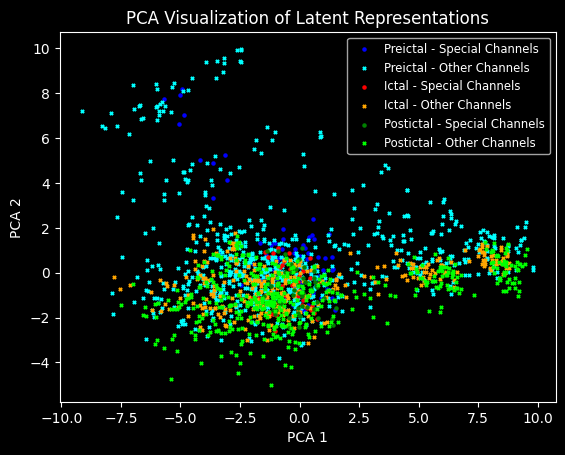 PCA Visualization of Latent Representations
Preictal - Special Channels
Preictal - Other Channels
Ictal - Special Channels
Ictal - Other Channels
Postictal - Special Channels
Postictal - Other Channels
10
8
6
4
2
0
−2
−4
PCA 2
−10.0 −7.5 −5.0 −2.5 0.0 2.5 5.0 7.5 10.0
PCA 1